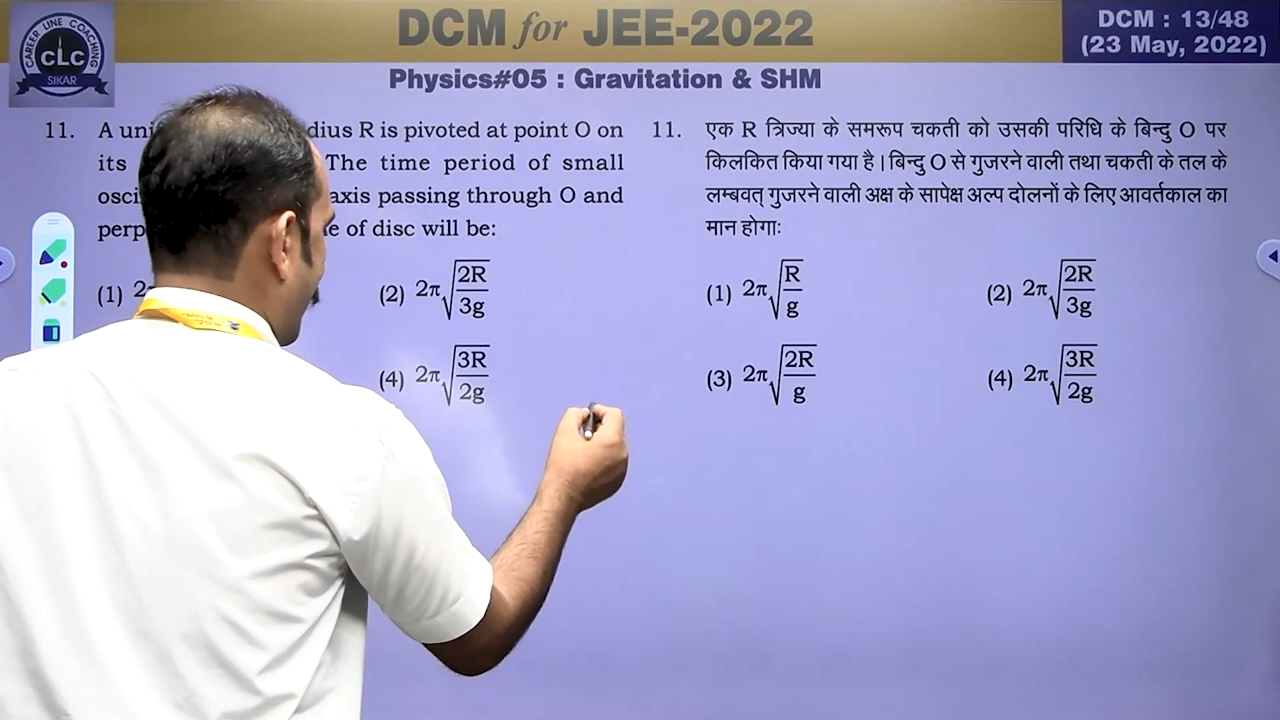 DCM for JEE-2022
DCM : 13/48
(23 May, 2022)
CAREER LINE COACHING
CLC
SIKAR
Physics#05 : Gravitation & SHM
11. A uni dius R is pivoted at point O on
its The time period of small
osci axis passing through O and
perp e of disc will be:
(1) 2
(2) 2π√2R/3g
(4) 2π√3R/2g
11. एक R त्रिज्या के समरूप चकती को उसकी परिधि के बिन्दु O पर
किलकित किया गया है। बिन्दु O से गुजरने वाली तथा चकती के तल के
लम्बवत् गुजरने वाली अक्ष के सापेक्ष अल्प दोलनों के लिए आवर्तकाल का
मान होगाः
(1) 2π√R/g
(2) 2π√2R/3g
(3) 2π√2R/g
(4) 2π√3R/2g